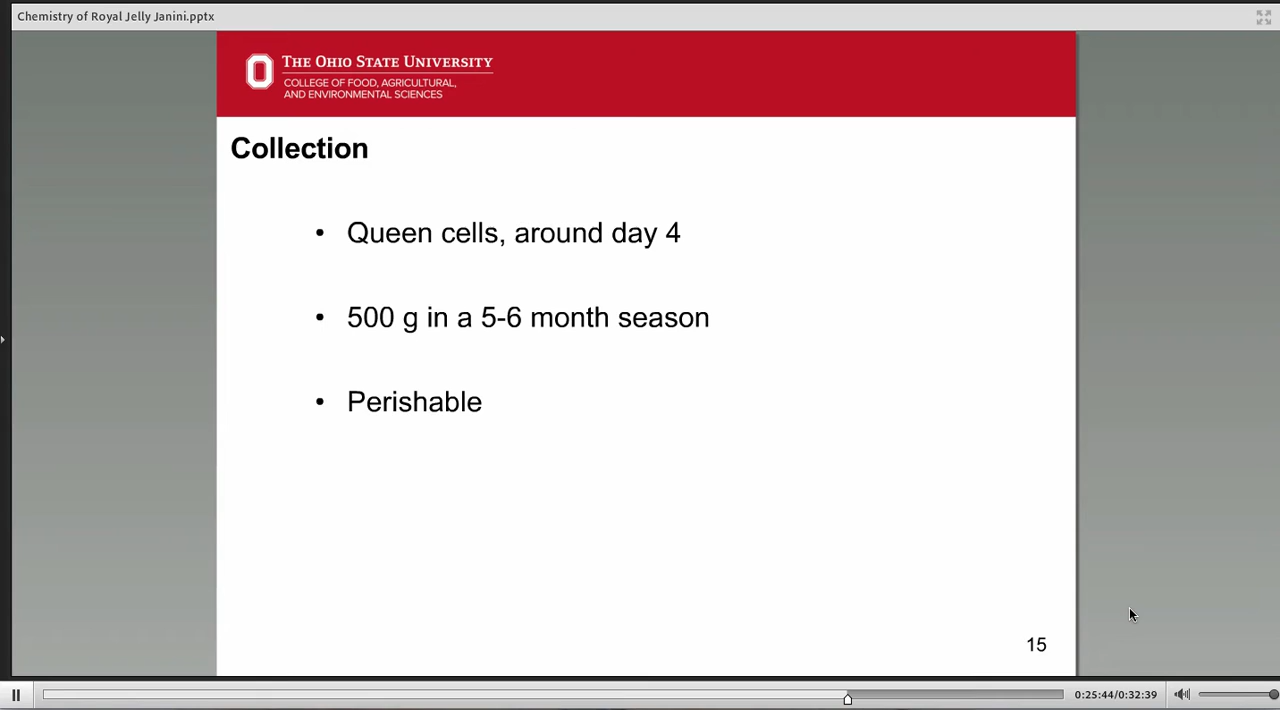 Chemistry of Royal Jelly Janini.pptx
THE OHIO STATE UNIVERSITY
COLLEGE OF FOOD, AGRICULTURAL,
AND ENVIRONMENTAL SCIENCES
Collection
• Queen cells, around day 4
• 500 g in a 5-6 month season
• Perishable
15
0:25:44/0:32:39